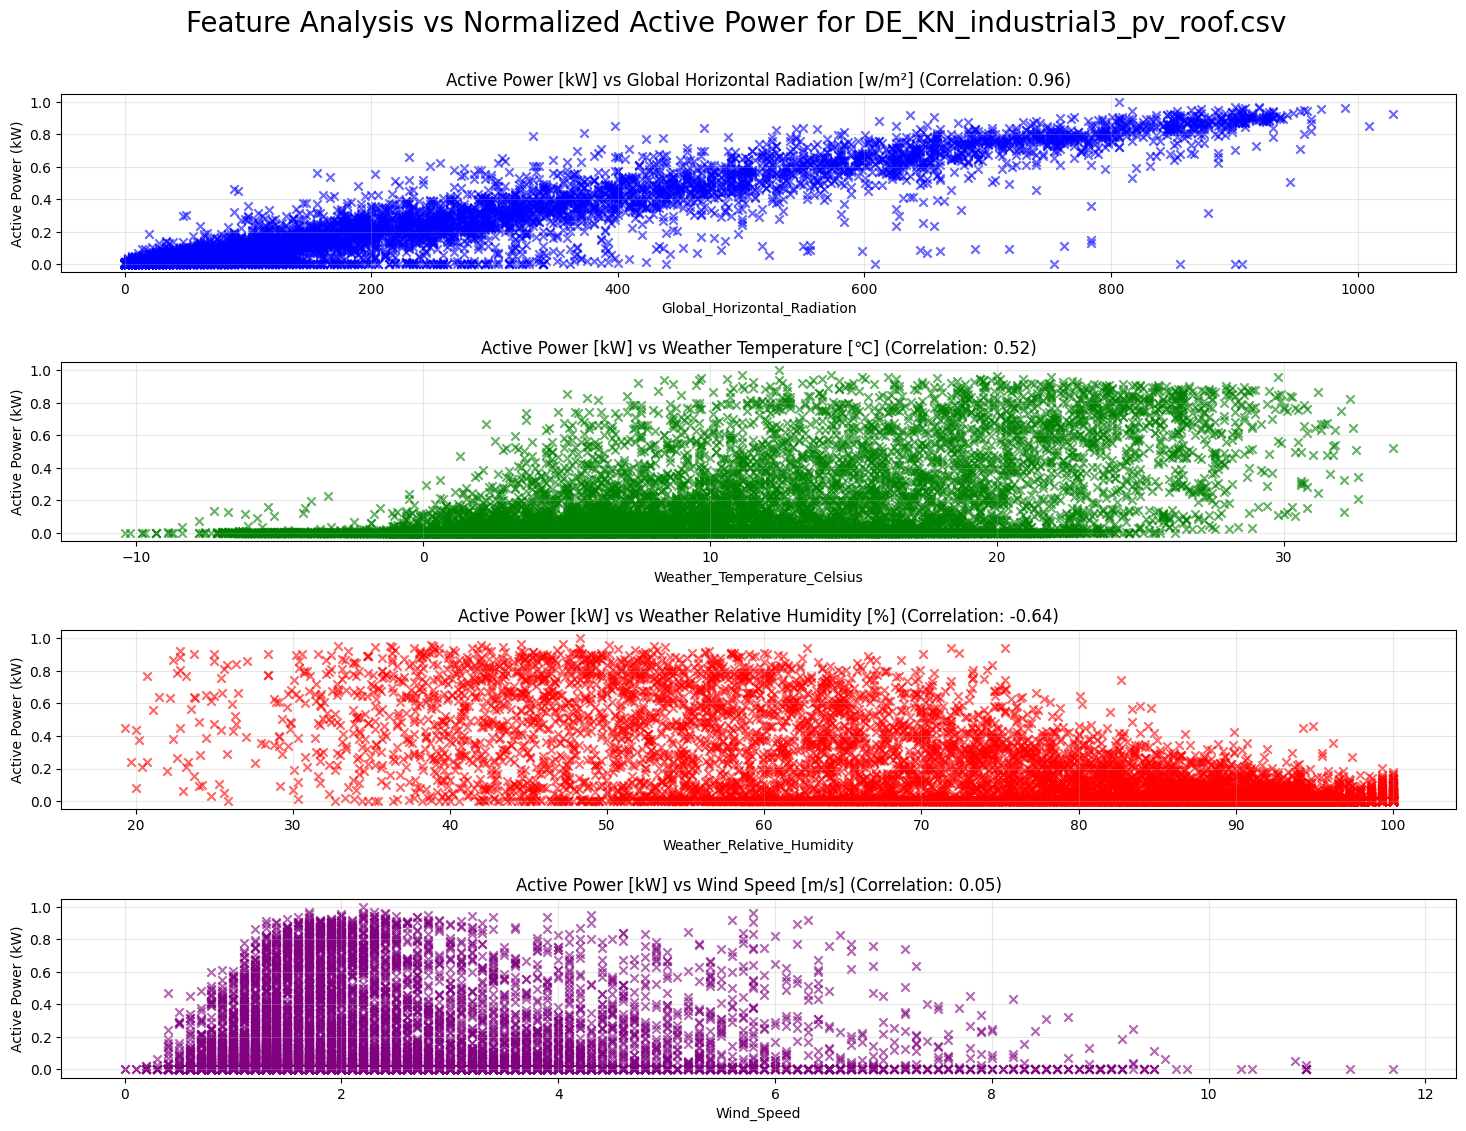 Feature Analysis vs Normalized Active Power for DE_KN_industrial3_pv_roof.csv
Active Power [kW] vs Global Horizontal Radiation [w/m²] (Correlation: 0.96)
Active Power (kW)
1.0
0.8
0.6
0.4
0.2
0.0
0 200 400 600 800 1000
Global_Horizontal_Radiation
Active Power [kW] vs Weather Temperature [℃] (Correlation: 0.52)
Active Power (kW)
1.0
0.8
0.6
0.4
0.2
0.0
−10 0 10 20 30
Weather_Temperature_Celsius
Active Power [kW] vs Weather Relative Humidity [%] (Correlation: -0.64)
Active Power (kW)
1.0
0.8
0.6
0.4
0.2
0.0
20 30 40 50 60 70 80 90 100
Weather_Relative_Humidity
Active Power [kW] vs Wind Speed [m/s] (Correlation: 0.05)
Active Power (kW)
1.0
0.8
0.6
0.4
0.2
0.0
0 2 4 6 8 10 12
Wind_Speed